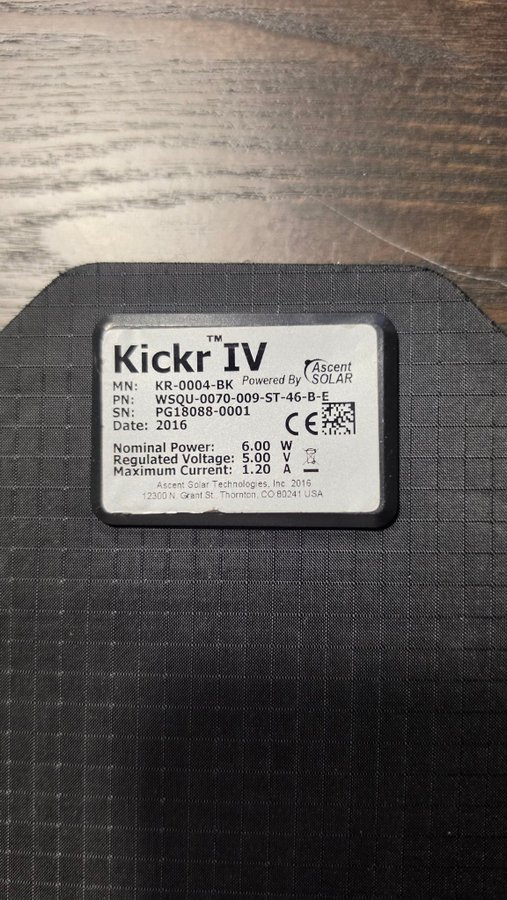 Kickr™ IV
Powered By Ascent SOLAR
MN: KR-0004-BK
PN: WSQU-0070-009-ST-46-B-E
SN: PG18088-0001
Date: 2016
CE
Nominal Power: 6.00 W
Regulated Voltage: 5.00 V
Maximum Current: 1.20 A
Ascent Solar Technologies, Inc. 2016
12300 N. Grant St. Thornton, CO 80241 USA